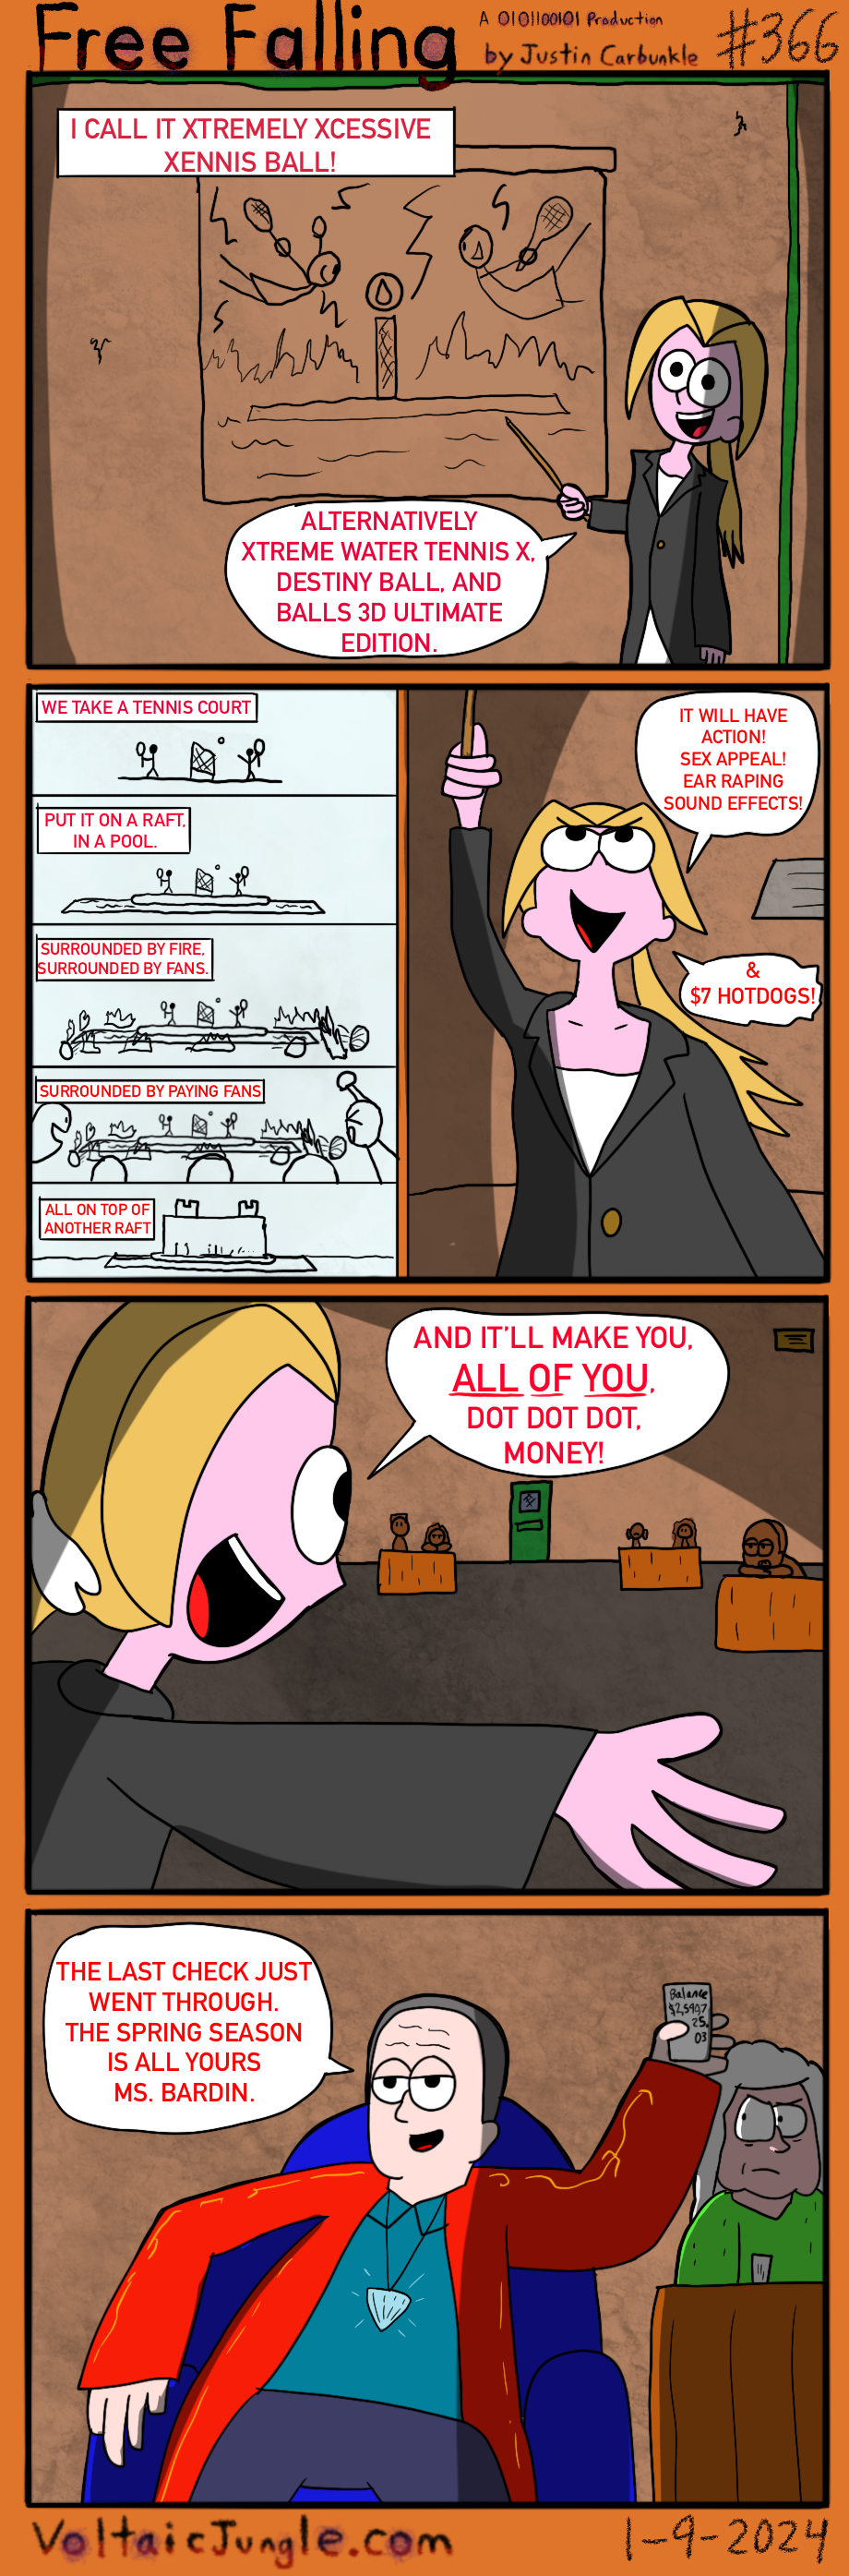 Free Falling
A 0101100101 Production
by Justin Carbunkle
#366
I CALL IT XTREMELY XCESSIVE
XENNIS BALL!
ALTERNATIVELY
XTREME WATER TENNIS X,
DESTINY BALL, AND
BALLS 3D ULTIMATE
EDITION.
WE TAKE A TENNIS COURT
PUT IT ON A RAFT,
IN A POOL.
SURROUNDED BY FIRE,
SURROUNDED BY FANS.
SURROUNDED BY PAYING FANS
ALL ON TOP OF
ANOTHER RAFT
IT WILL HAVE
ACTION!
SEX APPEAL!
EAR RAPING
SOUND EFFECTS!
&
$7 HOTDOGS!
AND IT'LL MAKE YOU,
ALL OF YOU,
DOT DOT DOT,
MONEY!
THE LAST CHECK JUST
WENT THROUGH.
THE SPRING SEASON
IS ALL YOURS
MS. BARDIN.
Balance
$2,5907
25.
03
VoltaicJungle.com
1-9-2024